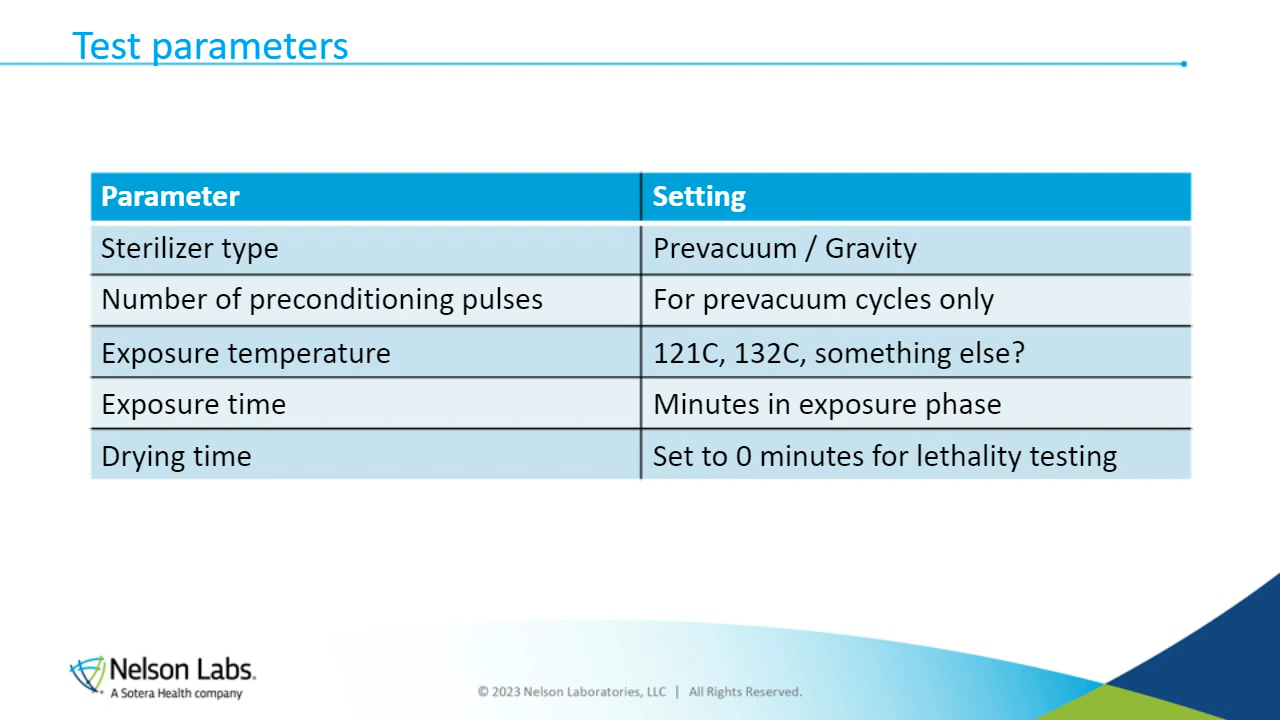 Test parameters
Parameter Setting
Sterilizer type Prevacuum / Gravity
Number of preconditioning pulses For prevacuum cycles only
Exposure temperature 121C, 132C, something else?
Exposure time Minutes in exposure phase
Drying time Set to 0 minutes for lethality testing
Nelson Labs.
A Sotera Health company
© 2023 Nelson Laboratories, LLC | All Rights Reserved.